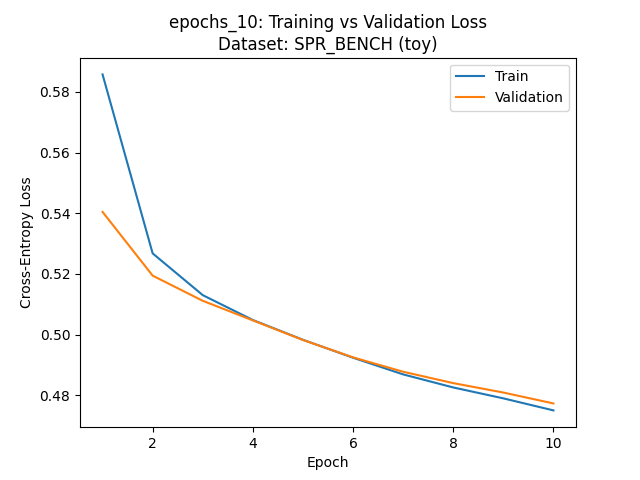 epochs_10: Training vs Validation Loss
Dataset: SPR_BENCH (toy)
Train
Validation
Cross-Entropy Loss
0.58
0.56
0.54
0.52
0.50
0.48
2
4
6
8
10
Epoch